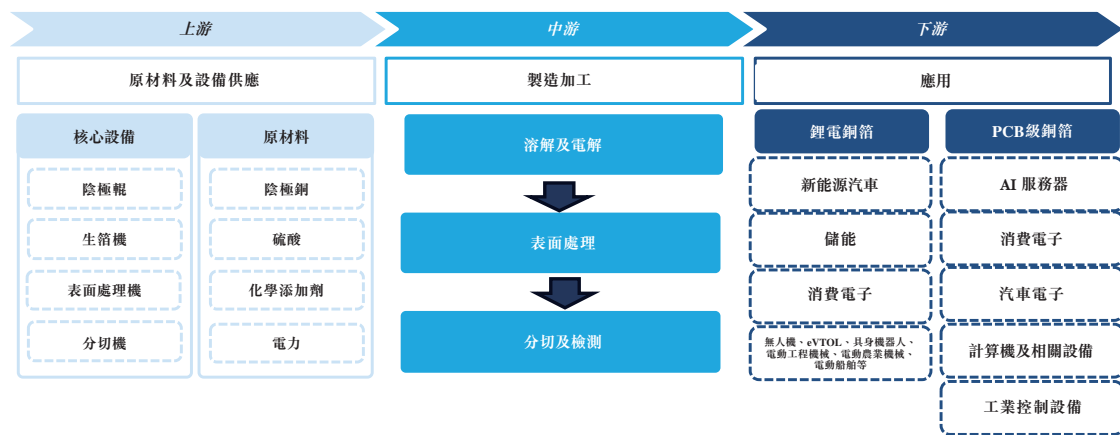 上游
中游
下游
原材料及設備供應
製造加工
應用
核心設備
陰極輥
生箔機
表面處理機
分切機
原材料
陰極銅
硫酸
化學添加劑
電力
溶解及電解
表面處理
分切及檢測
鋰電銅箔
新能源汽車
儲能
消費電子
無人機、eVTOL、具身機器人、
電動工程機械、電動農業機械、
電動船舶等
PCB級銅箔
AI 服務器
消費電子
汽車電子
計算機及相關設備
工業控制設備